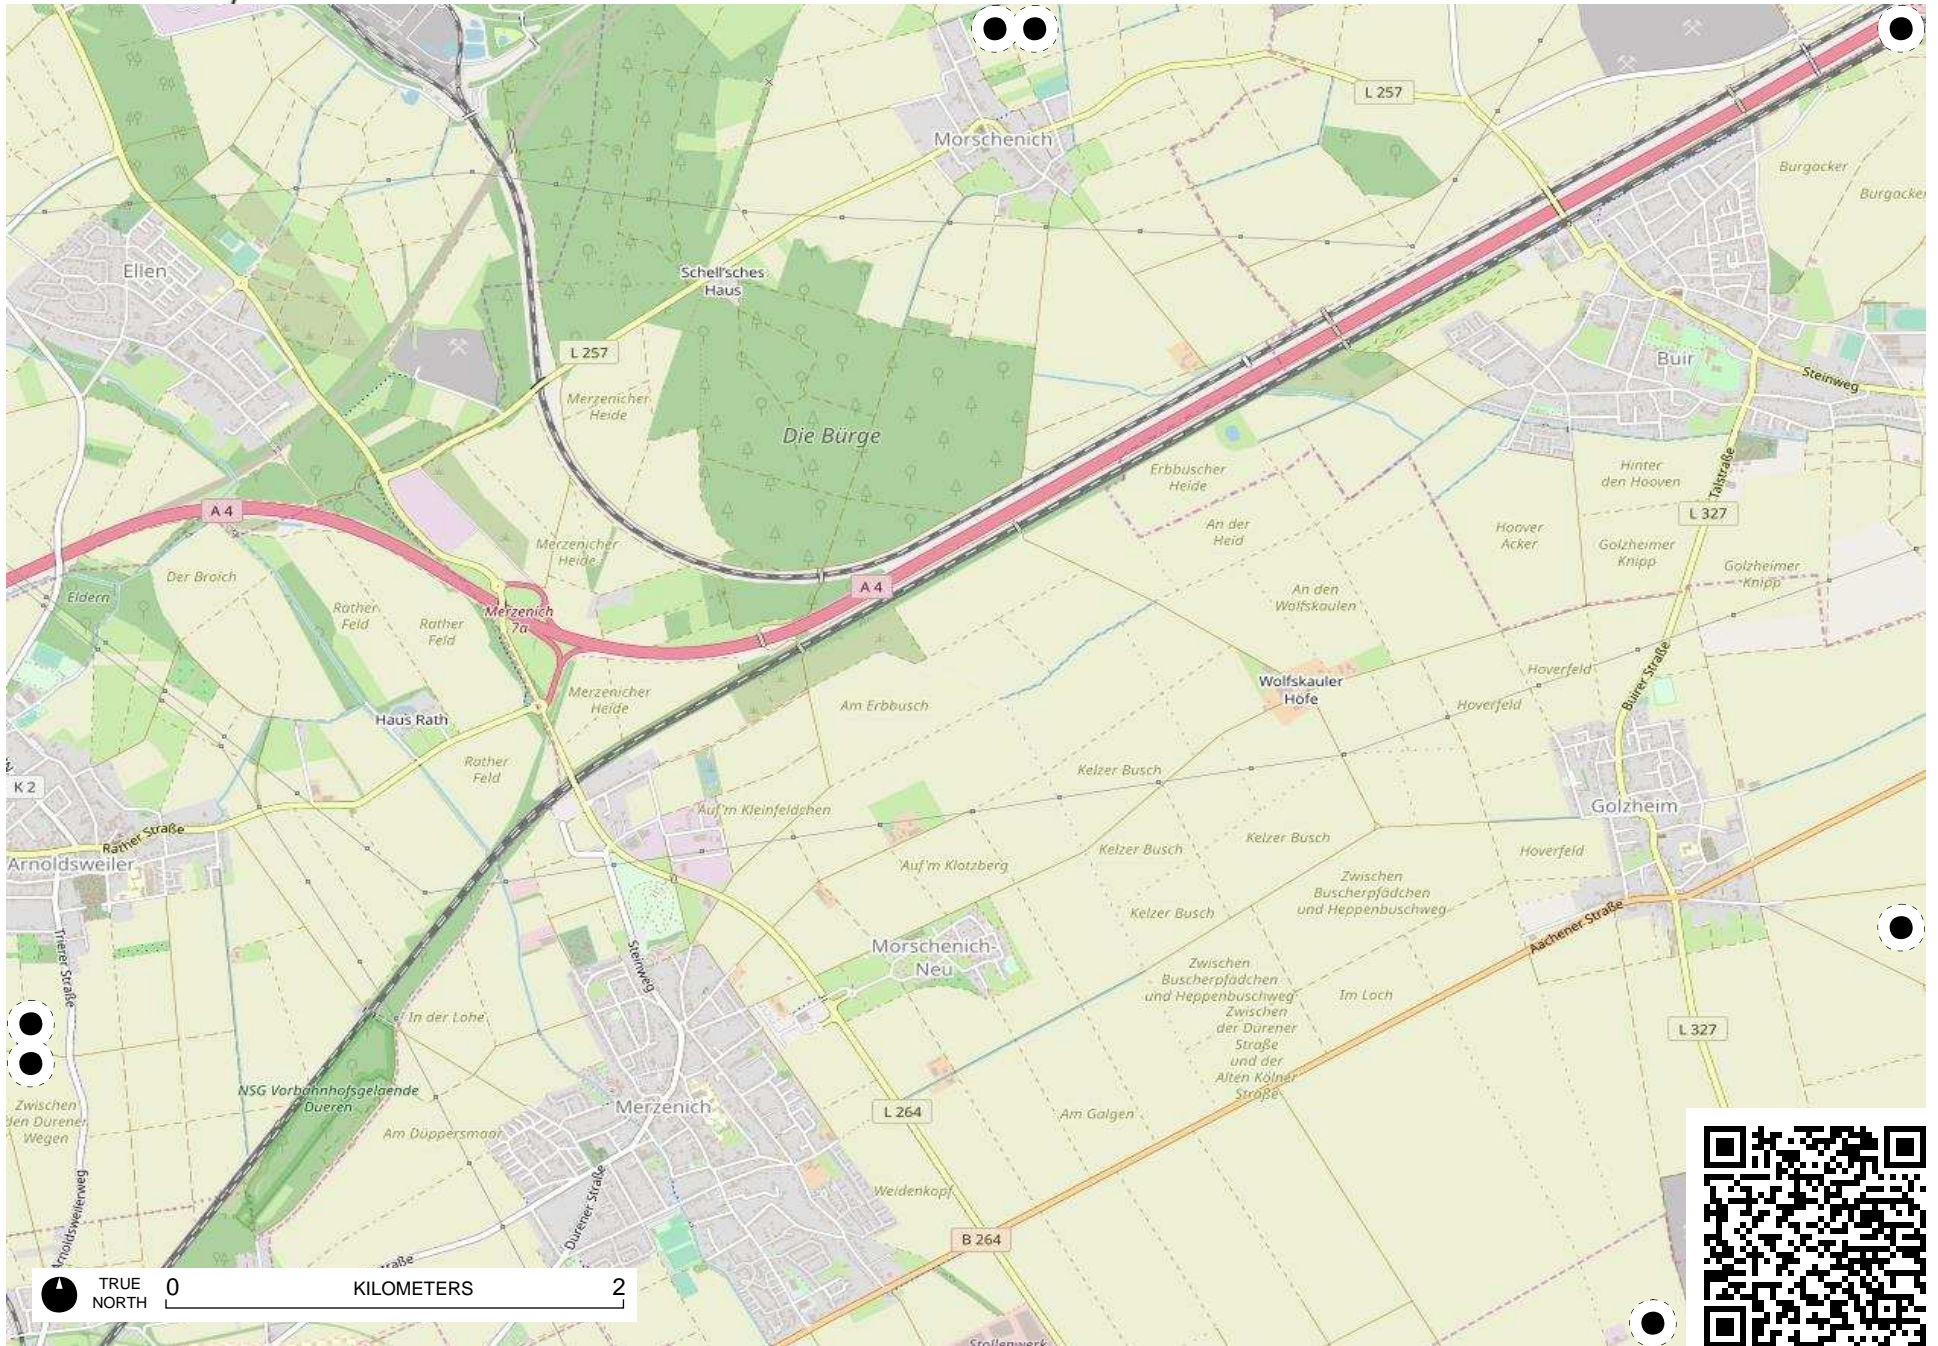 L 257
Morschenich
Burgacker
Burgacker
Ellen
Schell'sches
Haus
L 257
Buir
Steinweg
Merzenicher
Heide
Die Bürge
Erbbuscher
Heide
Hinter
den Hooven
Talstraße
L 327
A 4
An der
Heid
Hoover
Acker
Golzheimer
Knipp
Golzheimer
Knipp
Merzenicher
Heide
Der Broich
A 4
Eldern
Rather
Feld
Rather
Feld
Merzenich
7a
An den
Wolfskaulen
Hoverfeld
Buirer Straße
Wolfskauler
Höfe
Merzenicher
Heide
Am Erbbusch
Hoverfeld
Haus Rath
Rather
Feld
Kelzer Busch
K 2
Auf'm Kleinfeldchen
Golzheim
Rather Straße
Arnoldsweiler
Auf'm Klotzberg
Kelzer Busch
Kelzer Busch
Hoverfeld
Zwischen
Buscherpfädchen
und Heppenbuschweg
Kelzer Busch
Aachener Straße
Trierer Straße
Steinweg
Morschenich-
Neu
Zwischen
Buscherpfädchen
und Heppenbuschweg
Im Loch
Zwischen
der Dürener
Straße
und der
Alten Kölner
Straße
In der Lohe
L 327
NSG Vorbahnhofsgelaende
Dueren
Merzenich
L 264
Am Galgen
Zwischen
den Dürener
Wegen
Am Düppersmaar
Weidenkopf
Arnoldsweilerweg
Dürener Straße
B 264
raße
TRUE
NORTH
0 KILOMETERS 2
Stollenwerk